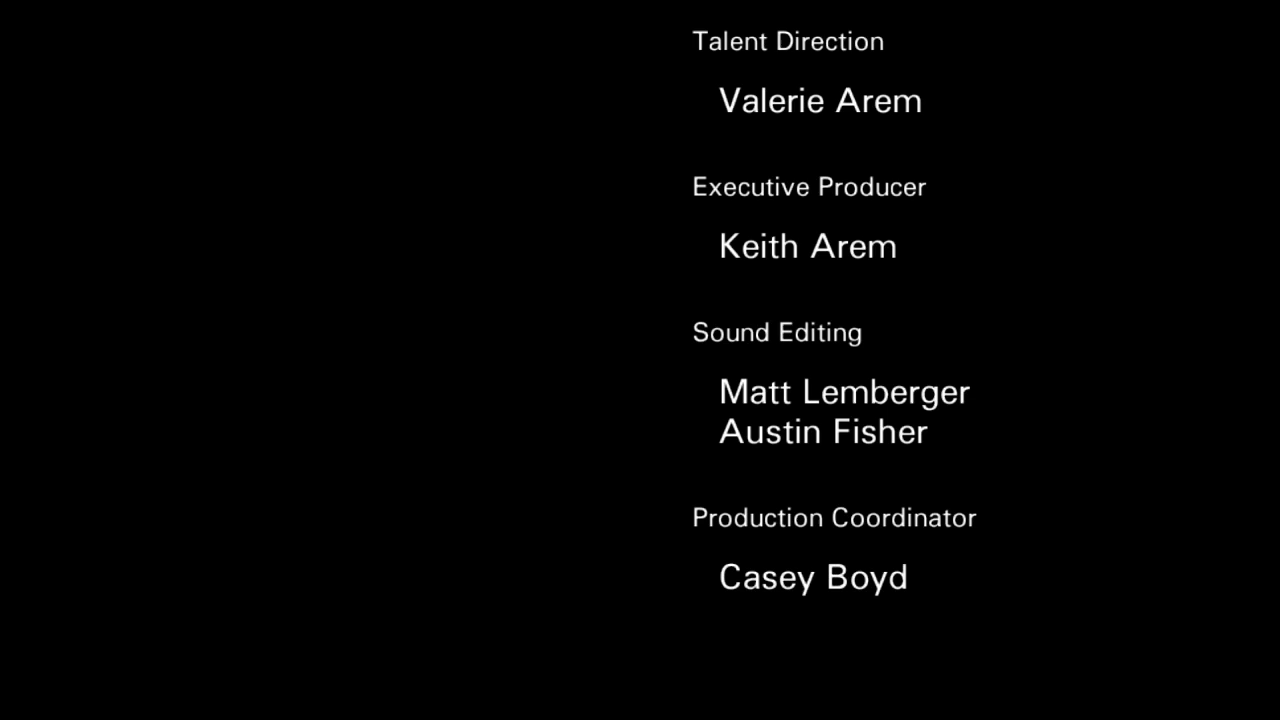 Talent Direction
Valerie Arem
Executive Producer
Keith Arem
Sound Editing
Matt Lemberger
Austin Fisher
Production Coordinator
Casey Boyd